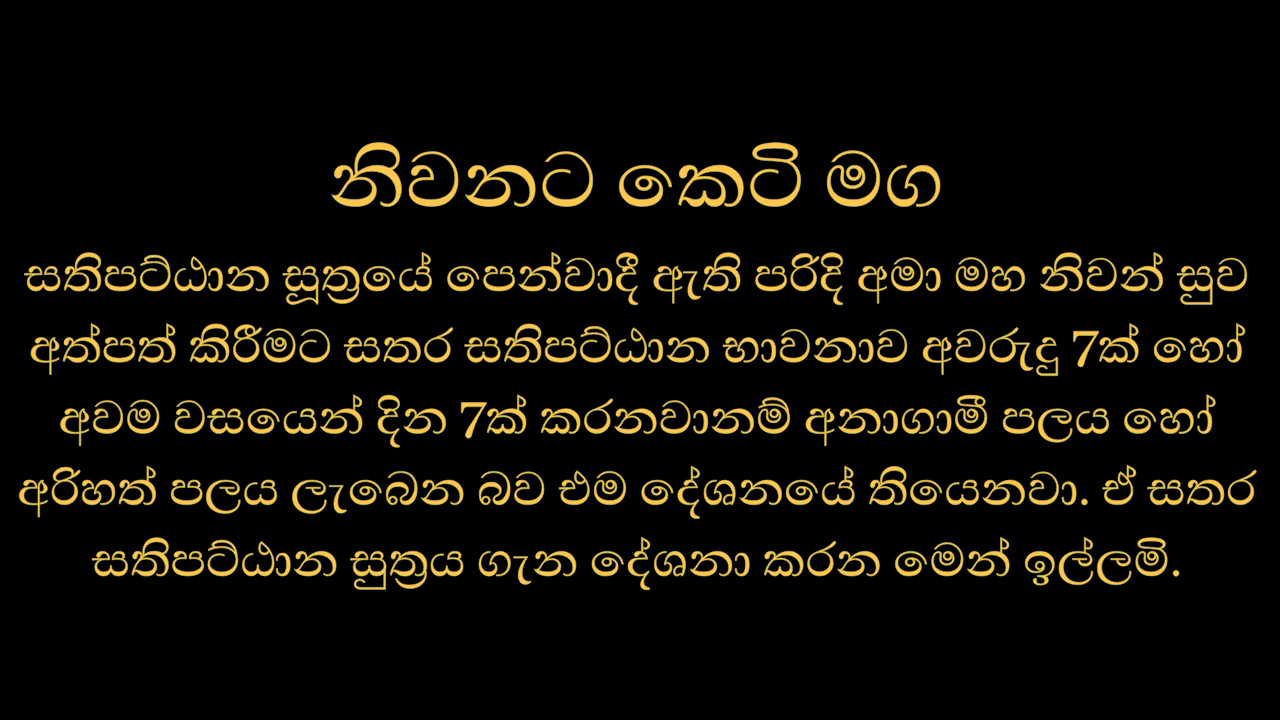 නිවනට කෙටි මග
සතිපට්ඨාන සූත්‍රයේ පෙන්වාදී ඇති පරිදි අමා මහ නිවන් සුව
අත්පත් කිරීමට සතර සතිපට්ඨාන භාවනාව අවරුදු 7ක් හෝ
අවම වසයෙන් දින 7ක් කරනවානම් අනාගාමී පලය හෝ
අරිහත් පලය ලැබෙන බව එම දේශනයේ තියෙනවා. ඒ සතර
සතිපට්ඨාන සුත්‍රය ගැන දේශනා කරන මෙන් ඉල්ලමි.